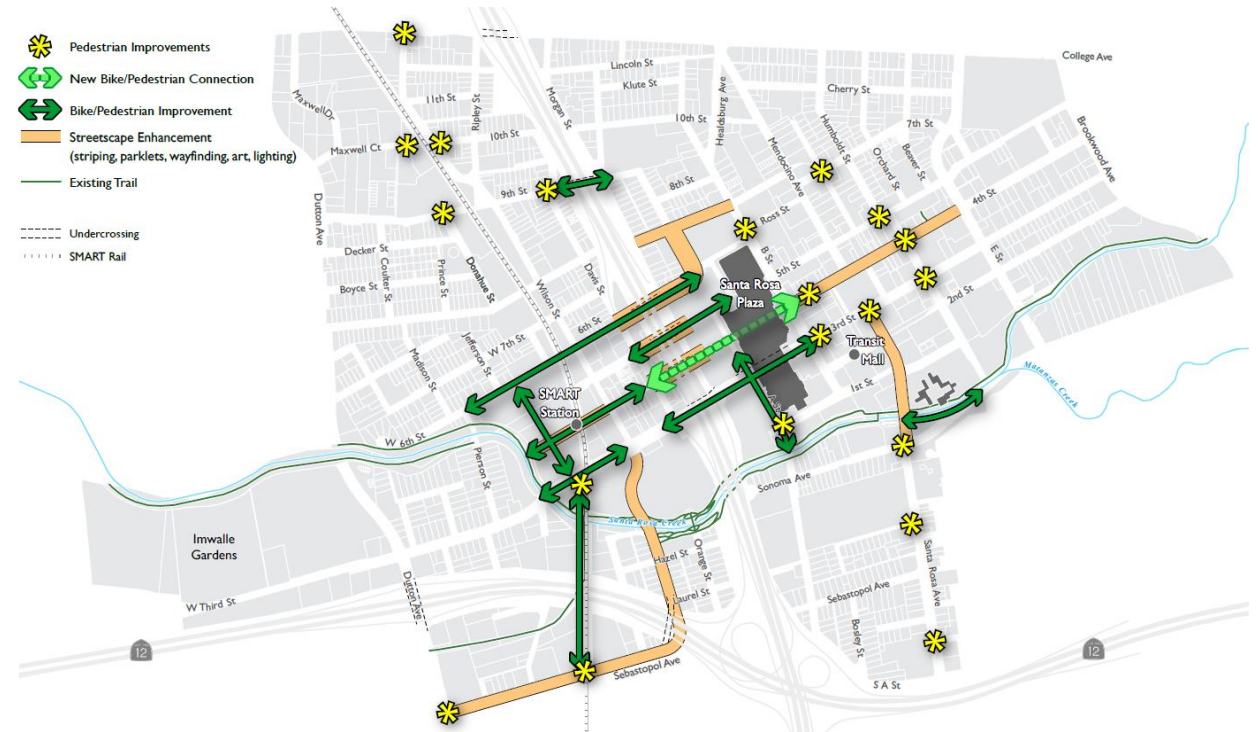 Pedestrian Improvements
New Bike/Pedestrian Connection
Bike/Pedestrian Improvement
Streetscape Enhancement
(striping, parklets, wayfinding, art, lighting)
Existing Trail
Undercrossing
SMART Rail
College Ave
Lincoln St
Klute St
Cherry St
Maxwell Dr
11th St
Ripley St
Morgan St
Healdsburg Ave
10th St
10th St
Humboldt St
7th St
Brookwood Ave
Maxwell Ct
Mendocino Ave
Orchard St
Beaver St
9th St
8th St
4th St
Dutton Ave
Ross St
Decker St
Coulter St
Prince St
Donahue St
B St
5th St
E St
Boyce St
Wilson St
Davis St
Santa Rosa
Plaza
2nd St
6th St
3rd St
W 7th St
Jefferson St
Madison St
Transit
Mall
1st St
Matanzas Creek
SMART
Station
A St
W 6th St
Pierson St
Sonoma Ave
Santa Rosa Creek
Imwalle
Gardens
Hazel St
Orange St
Santa Rosa Ave
W Third St
Dutton Ave
Laurel St
Sebastopol Ave
Bosley St
12
12
Sebastopol Ave
S A St